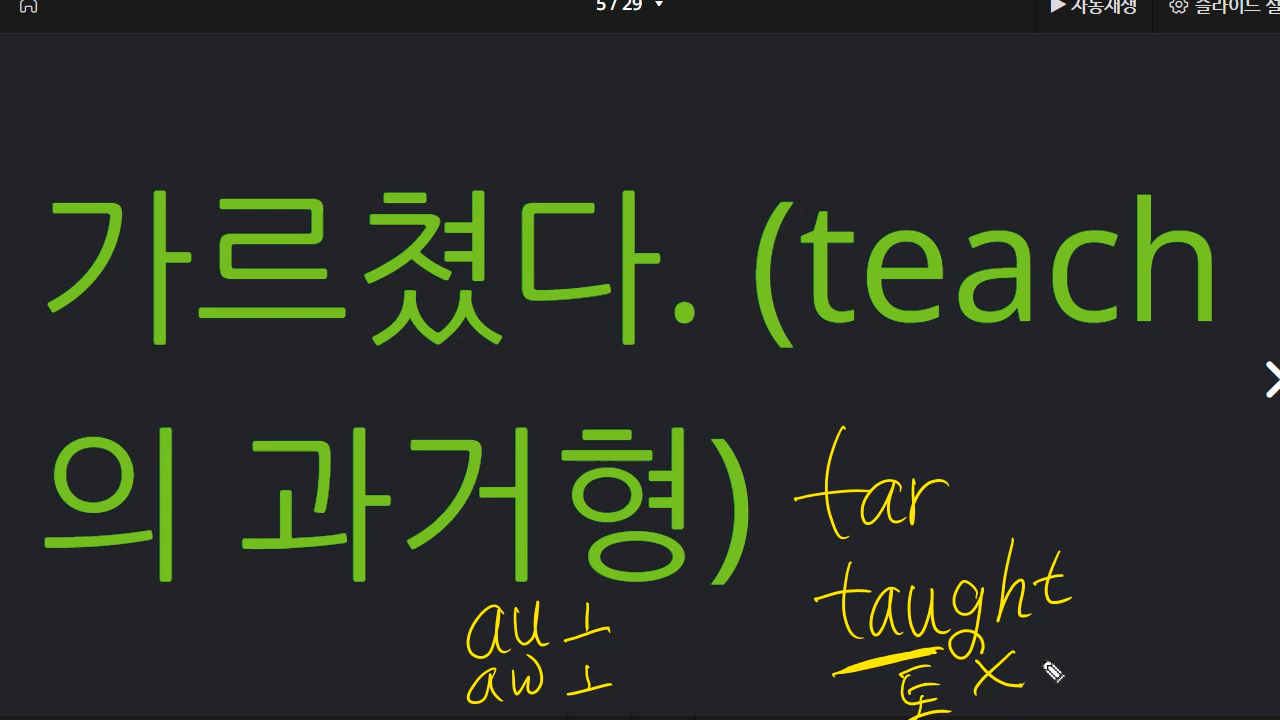 5 / 29
▶ 자동재생
슬라이드 설
가르쳤다. (teach
의 과거형)
tar
taught
au ㅗ
aw ㅗ
토 X